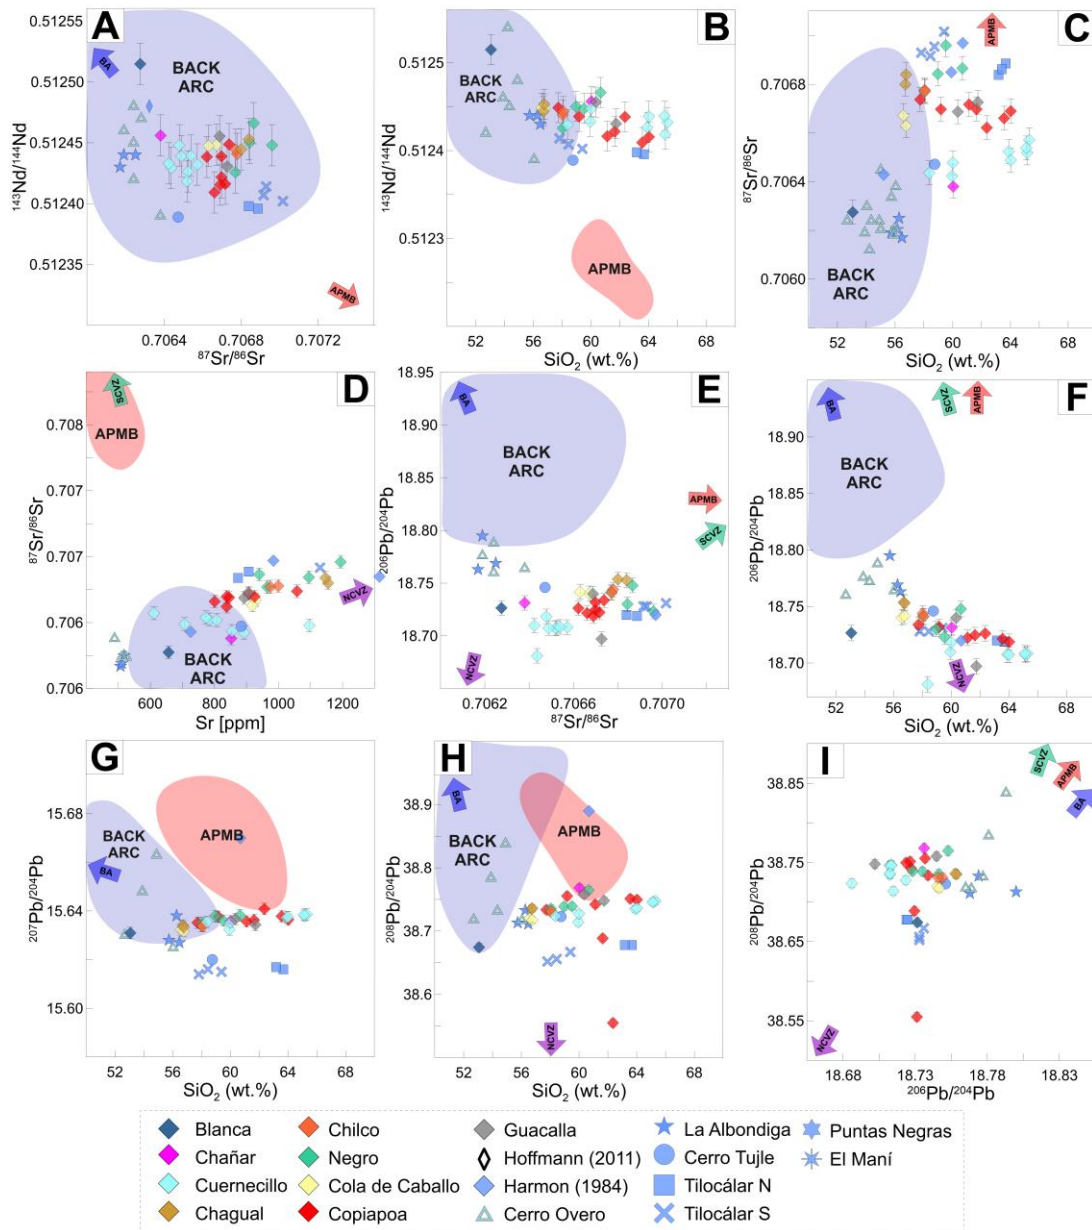 A
0.51255
0.51250
0.51245
0.51240
0.51235
¹⁴³Nd/¹⁴⁴Nd
BA
BACK
ARC
APMB
0.7064
0.7068
0.7072
⁸⁷Sr/⁸⁶Sr
B
0.5125
0.5124
0.5123
¹⁴³Nd/¹⁴⁴Nd
BACK
ARC
APMB
52
56
60
64
68
SiO₂ (wt.%)
C
APMB
0.7068
0.7064
0.7060
⁸⁷Sr/⁸⁶Sr
BACK
ARC
52
56
60
64
68
SiO₂ (wt.%)
D
SCVZ
APMB
0.708
0.707
0.707
0.706
0.706
⁸⁷Sr/⁸⁶Sr
NCVZ
BACK
ARC
600
800
1000
1200
Sr [ppm]
E
18.95
18.90
18.85
18.80
18.75
18.70
²⁰⁶Pb/²⁰⁴Pb
BA
BACK
ARC
APMB
SCVZ
NCVZ
0.7062
0.7066
0.7070
⁸⁷Sr/⁸⁶Sr
F
BA
SCVZ
APMB
18.90
18.85
18.80
18.75
18.70
²⁰⁶Pb/²⁰⁴Pb
BACK
ARC
NCVZ
52
56
60
64
68
SiO₂ (wt.%)
G
15.68
15.64
15.60
²⁰⁷Pb/²⁰⁴Pb
BACK
ARC
BA
APMB
52
56
60
64
68
SiO₂ (wt.%)
H
38.9
38.8
38.7
38.6
²⁰⁸Pb/²⁰⁴Pb
BA
BACK
ARC
APMB
NCVZ
52
56
60
64
68
SiO₂ (wt.%)
I
SCVZ
APMB
BA
38.85
38.75
38.65
38.55
²⁰⁸Pb/²⁰⁴Pb
NCVZ
18.68
18.73
18.78
18.83
²⁰⁶Pb/²⁰⁴Pb
Blanca
Chañar
Cuernecillo
Chagual
Chilco
Negro
Cola de Caballo
Copiapoa
Guacalla
Hoffmann (2011)
Harmon (1984)
Cerro Overo
La Albondiga
Cerro Tujle
Tilocálar N
Tilocálar S
Puntas Negras
El Maní